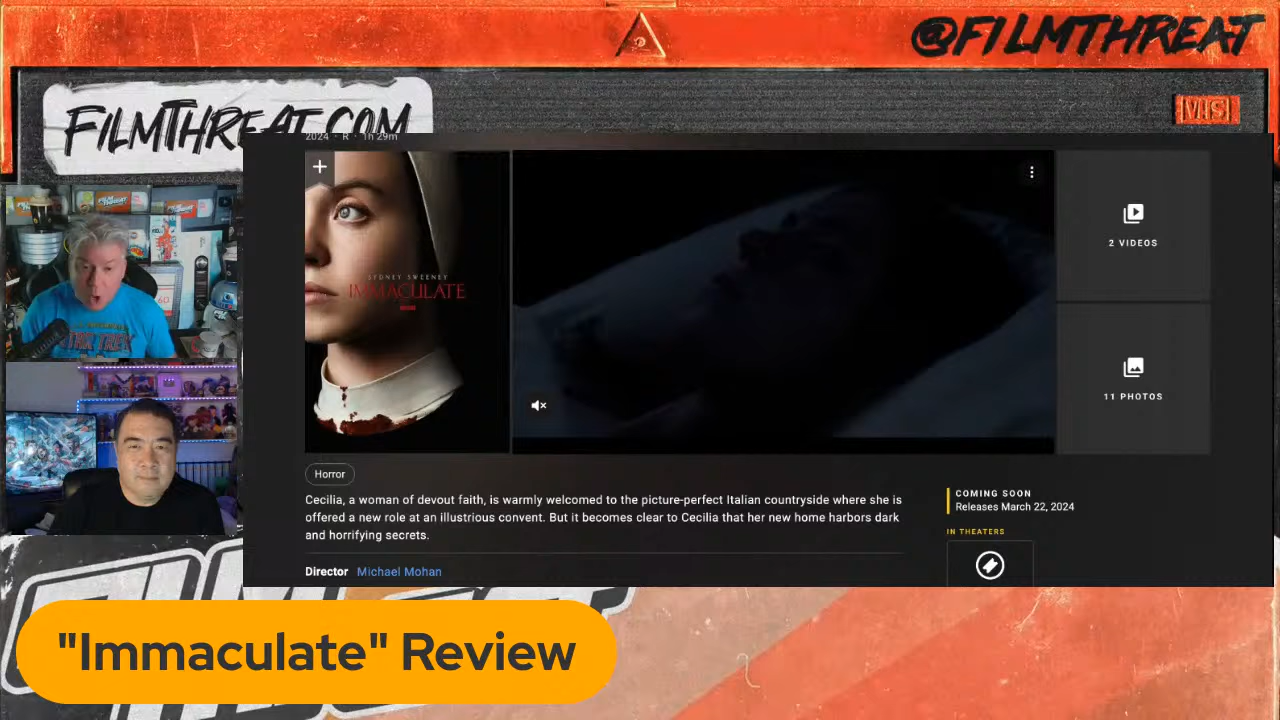 @FILMTHREAT
FILMTHREAT.COM
MSI
2024 · R · 1h 29m
SYDNEY SWEENEY
IMMACULATE
2 VIDEOS
11 PHOTOS
Horror
Cecilia, a woman of devout faith, is warmly welcomed to the picture-perfect Italian countryside where she is
offered a new role at an illustrious convent. But it becomes clear to Cecilia that her new home harbors dark
and horrifying secrets.
COMING SOON
Releases March 22, 2024
IN THEATERS
Director Michael Mohan
STAR TREK
"Immaculate" Review